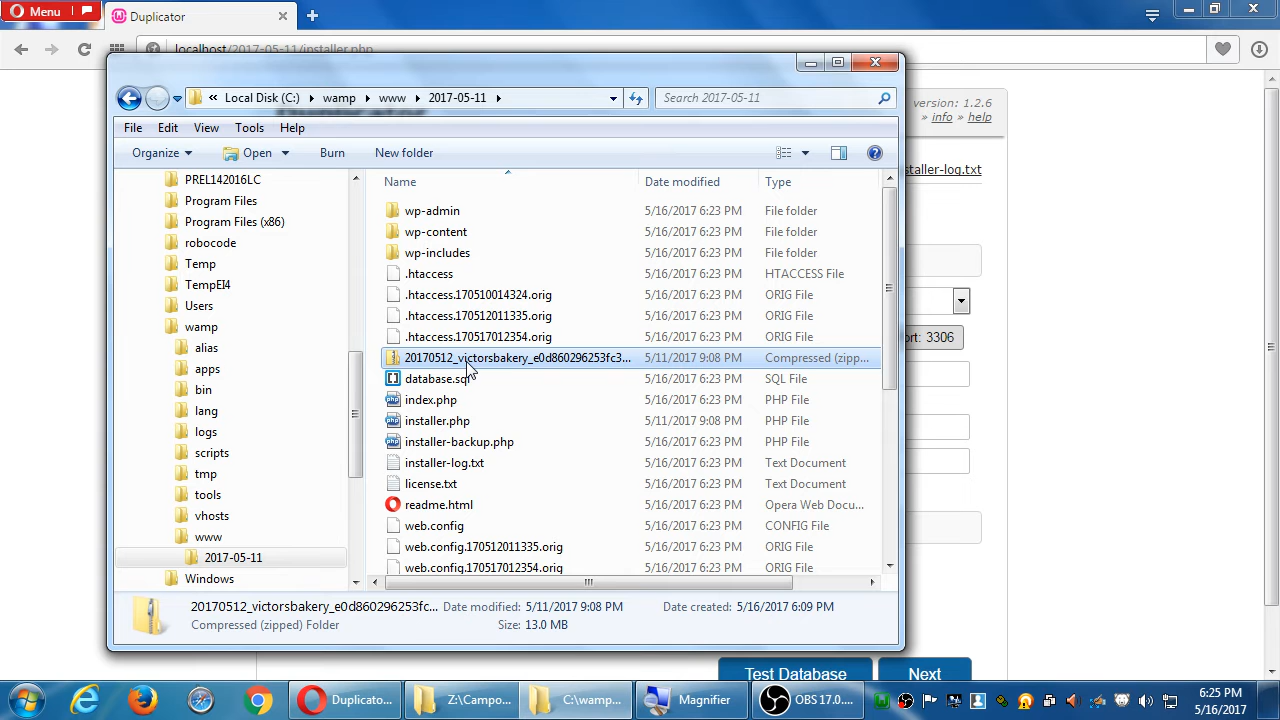 Menu
Duplicator
localhost/2017-05-11/installer.php
« Local Disk (C:) wamp www 2017-05-11
Search 2017-05-11
File Edit View Tools Help
Organize Open Burn New folder
Name Date modified Type
PREL142016LC
Program Files
Program Files (x86)
robocode
Temp
TempEI4
Users
wamp
alias
apps
bin
lang
logs
scripts
tmp
tools
vhosts
www
2017-05-11
Windows
wp-admin 5/16/2017 6:23 PM File folder
wp-content 5/16/2017 6:23 PM File folder
wp-includes 5/16/2017 6:23 PM File folder
.htaccess 5/16/2017 6:23 PM HTACCESS File
.htaccess.170510014324.orig 5/16/2017 6:23 PM ORIG File
.htaccess.170512011335.orig 5/16/2017 6:23 PM ORIG File
.htaccess.170517012354.orig 5/16/2017 6:23 PM ORIG File
20170512_victorsbakery_e0d860296253fc3... 5/11/2017 9:08 PM Compressed (zipp...
database.sql 5/16/2017 6:23 PM SQL File
index.php 5/16/2017 6:23 PM PHP File
installer.php 5/11/2017 9:08 PM PHP File
installer-backup.php 5/16/2017 6:23 PM PHP File
installer-log.txt 5/16/2017 6:23 PM Text Document
license.txt 5/16/2017 6:23 PM Text Document
readme.html 5/16/2017 6:23 PM Opera Web Docu...
web.config 5/16/2017 6:23 PM CONFIG File
web.config.170512011335.orig 5/16/2017 6:23 PM ORIG File
web.config.170517012354.orig 5/16/2017 6:23 PM ORIG File
20170512_victorsbakery_e0d860296253fc... Date modified: 5/11/2017 9:08 PM Date created: 5/16/2017 6:09 PM
Compressed (zipped) Folder Size: 13.0 MB
version: 1.2.6
» info » help
staller-log.txt
ort: 3306
Test Database Next
Duplicato... Z:\Campo... C:\wamp... Magnifier OBS 17.0....
6:25 PM
5/16/2017